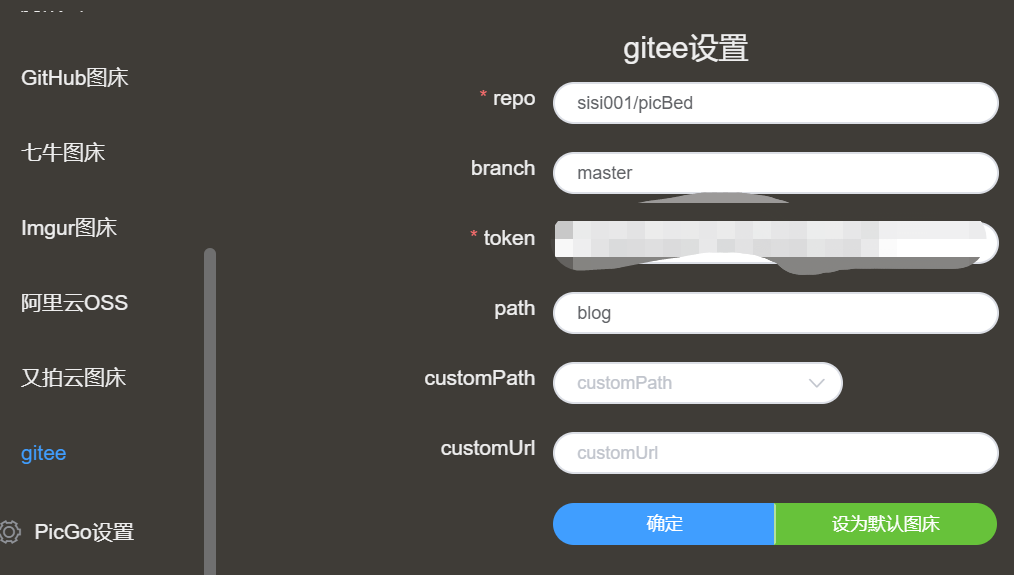 GitHub图床
七牛图床
Imgur图床
阿里云OSS
又拍云图床
gitee
PicGo设置
gitee设置
* repo
sisi001/picBed
branch
master
* token
path
blog
customPath
customPath
customUrl
customUrl
确定
设为默认图床